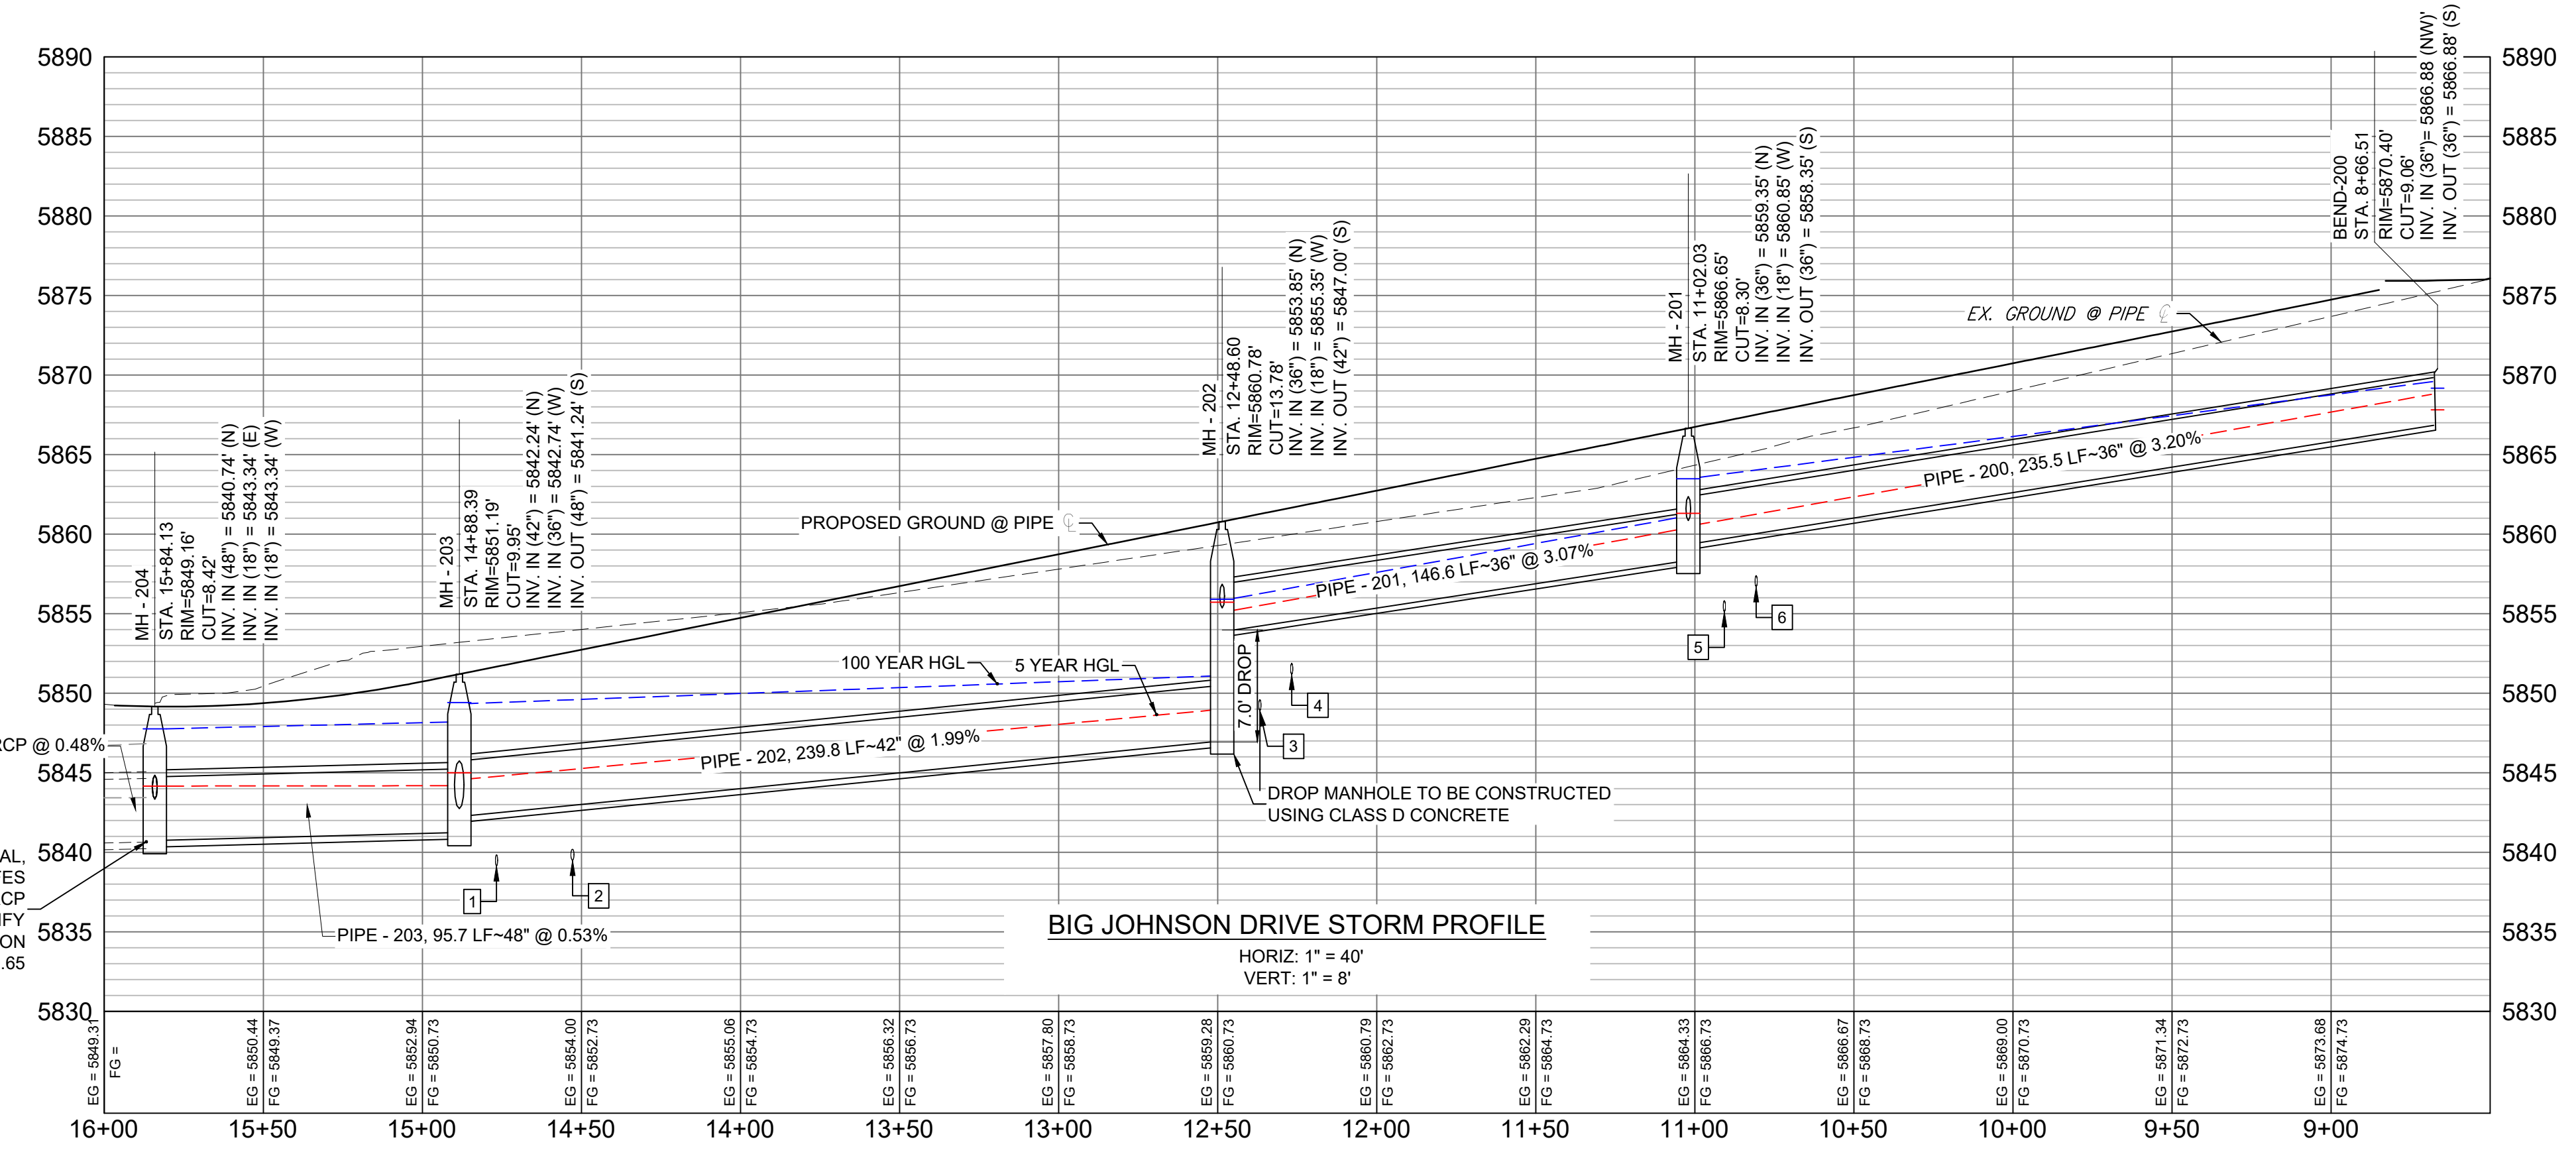 5890
5885
5880
5875
5870
5865
5860
5855
5850
5845
5840
5835
5830
5890
5885
5880
5875
5870
5865
5860
5855
5850
5845
5840
5835
5830
MH - 204
STA. 15+84.13
RIM=5849.16'
CUT=8.42'
INV. IN (48") = 5840.74' (N)
INV. IN (18") = 5843.34' (E)
INV. IN (18") = 5843.34' (W)
MH - 203
STA. 14+88.39
RIM=5851.19'
CUT=9.95'
INV. IN (42") = 5842.24' (N)
INV. IN (36") = 5842.74' (W)
INV. OUT (48") = 5841.24' (S)
MH - 202
STA. 12+48.60
RIM=5860.78'
CUT=13.78'
INV. IN (36") = 5853.85' (N)
INV. IN (18") = 5855.35' (W)
INV. OUT (42") = 5847.00' (S)
MH - 201
STA. 11+02.03
RIM=5866.65'
CUT=8.30'
INV. IN (36") = 5859.35' (N)
INV. IN (18") = 5860.85' (W)
INV. OUT (36") = 5858.35' (S)
BEND-200
STA. 8+66.51
RIM=5870.40'
CUT=9.06'
INV. IN (36")= 5866.88 (NW)'
INV. OUT (36") = 5866.88' (S)
EX. GROUND @ PIPE ℄
PROPOSED GROUND @ PIPE ℄
100 YEAR HGL
5 YEAR HGL
PIPE - 200, 235.5 LF~36" @ 3.20%
PIPE - 201, 146.6 LF~36" @ 3.07%
PIPE - 202, 239.8 LF~42" @ 1.99%
PIPE - 203, 95.7 LF~48" @ 0.53%
7.0' DROP
DROP MANHOLE TO BE CONSTRUCTED
USING CLASS D CONCRETE
RCP @ 0.48%
1
2
3
4
5
6
BIG JOHNSON DRIVE STORM PROFILE
HORIZ: 1" = 40'
VERT: 1" = 8'
EG = 5849.31
FG =
EG = 5850.44
FG = 5849.37
EG = 5852.94
FG = 5850.73
EG = 5854.00
FG = 5852.73
EG = 5855.06
FG = 5854.73
EG = 5856.32
FG = 5856.73
EG = 5857.80
FG = 5858.73
EG = 5859.28
FG = 5860.73
EG = 5860.79
FG = 5862.73
EG = 5862.29
FG = 5864.73
EG = 5864.33
FG = 5866.73
EG = 5866.67
FG = 5868.73
EG = 5869.00
FG = 5870.73
EG = 5871.34
FG = 5872.73
EG = 5873.68
FG = 5874.73
16+00
15+50
15+00
14+50
14+00
13+50
13+00
12+50
12+00
11+50
11+00
10+50
10+00
9+50
9+00